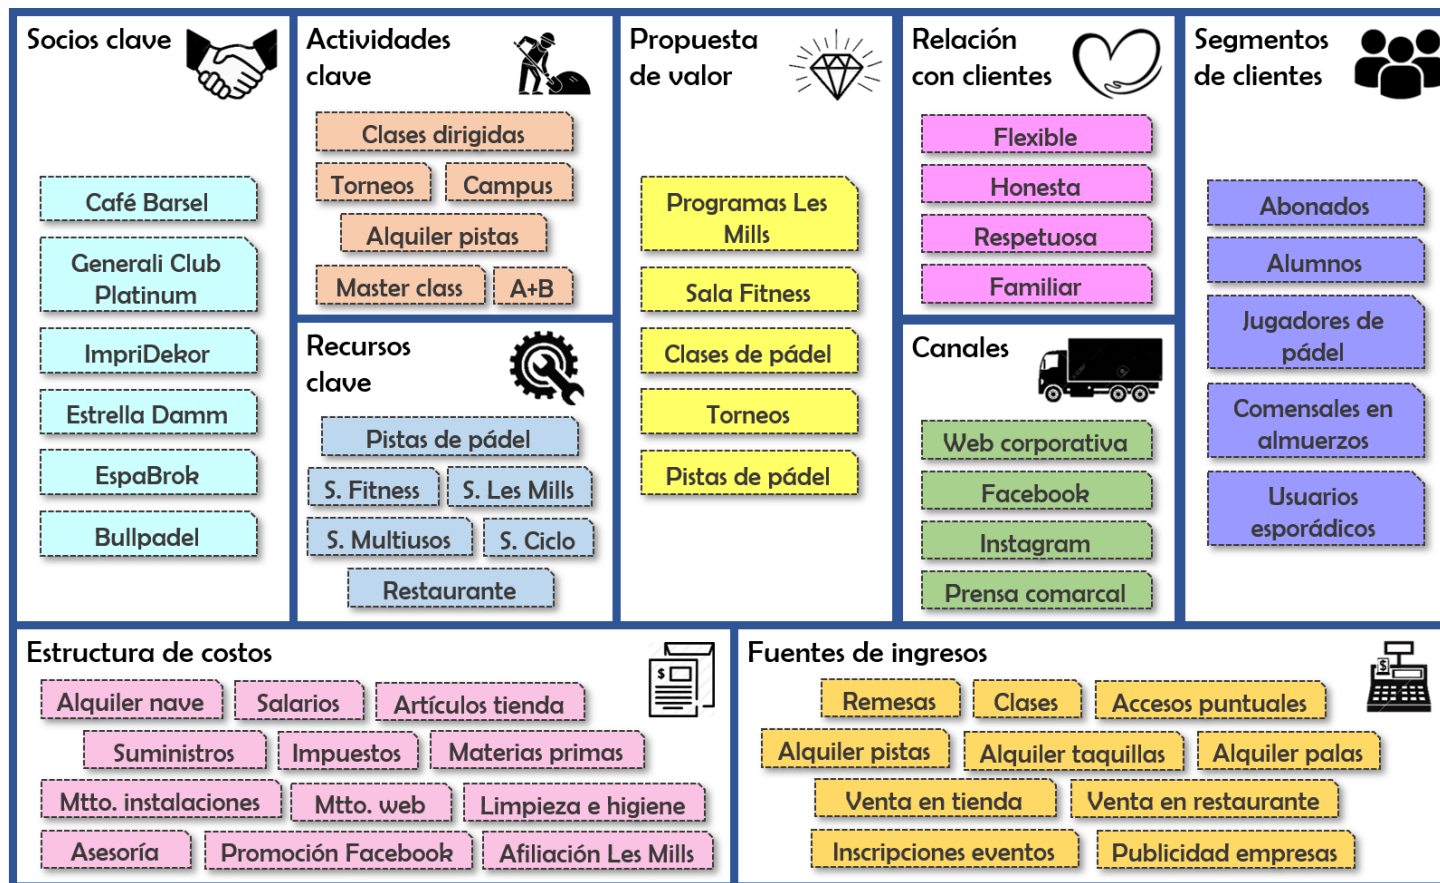 Socios clave
Café Barsel
Generali Club
Platinum
ImpriDekor
Estrella Damm
EspaBrok
Bullpadel
Actividades
clave
Clases dirigidas
Torneos
Campus
Alquiler pistas
Master class
A+B
Recursos
clave
Pistas de pádel
S. Fitness
S. Les Mills
S. Multiusos
S. Ciclo
Restaurante
Propuesta
de valor
Programas Les
Mills
Sala Fitness
Clases de pádel
Torneos
Pistas de pádel
Relación
con clientes
Flexible
Honesta
Respetuosa
Familiar
Canales
Web corporativa
Facebook
Instagram
Prensa comarcal
Segmentos
de clientes
Abonados
Alumnos
Jugadores de
pádel
Comensales en
almuerzos
Usuarios
esporádicos
Estructura de costos
$
Alquiler nave
Salarios
Artículos tienda
Suministros
Impuestos
Materias primas
Mtto. instalaciones
Mtto. web
Limpieza e higiene
Asesoría
Promoción Facebook
Afiliación Les Mills
Fuentes de ingresos
$
Remesas
Clases
Accesos puntuales
Alquiler pistas
Alquiler taquillas
Alquiler palas
Venta en tienda
Venta en restaurante
Inscripciones eventos
Publicidad empresas